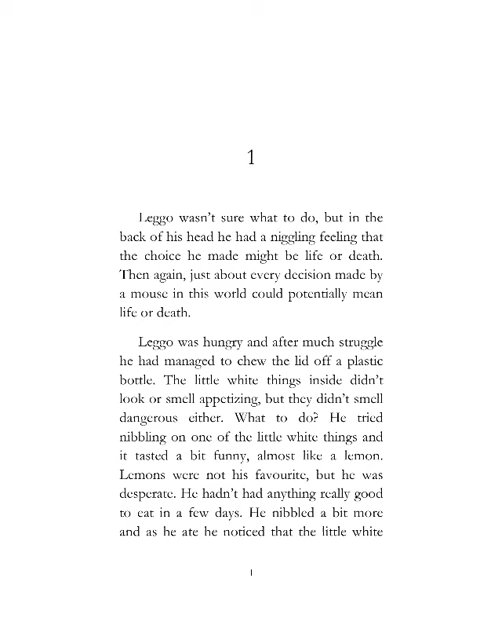 1
Leggo wasn't sure what to do, but in the
back of his head he had a niggling feeling that
the choice he made might be life or death.
Then again, just about every decision made by
a mouse in this world could potentially mean
life or death.
Leggo was hungry and after much struggle
he had managed to chew the lid off a plastic
bottle. The little white things inside didn't
look or smell appetizing, but they didn't smell
dangerous either. What to do? He tried
nibbling on one of the little white things and
it tasted a bit funny, almost like a lemon.
Lemons were not his favourite, but he was
desperate. He hadn't had anything really good
to eat in a few days. He nibbled a bit more
and as he ate he noticed that the little white
1